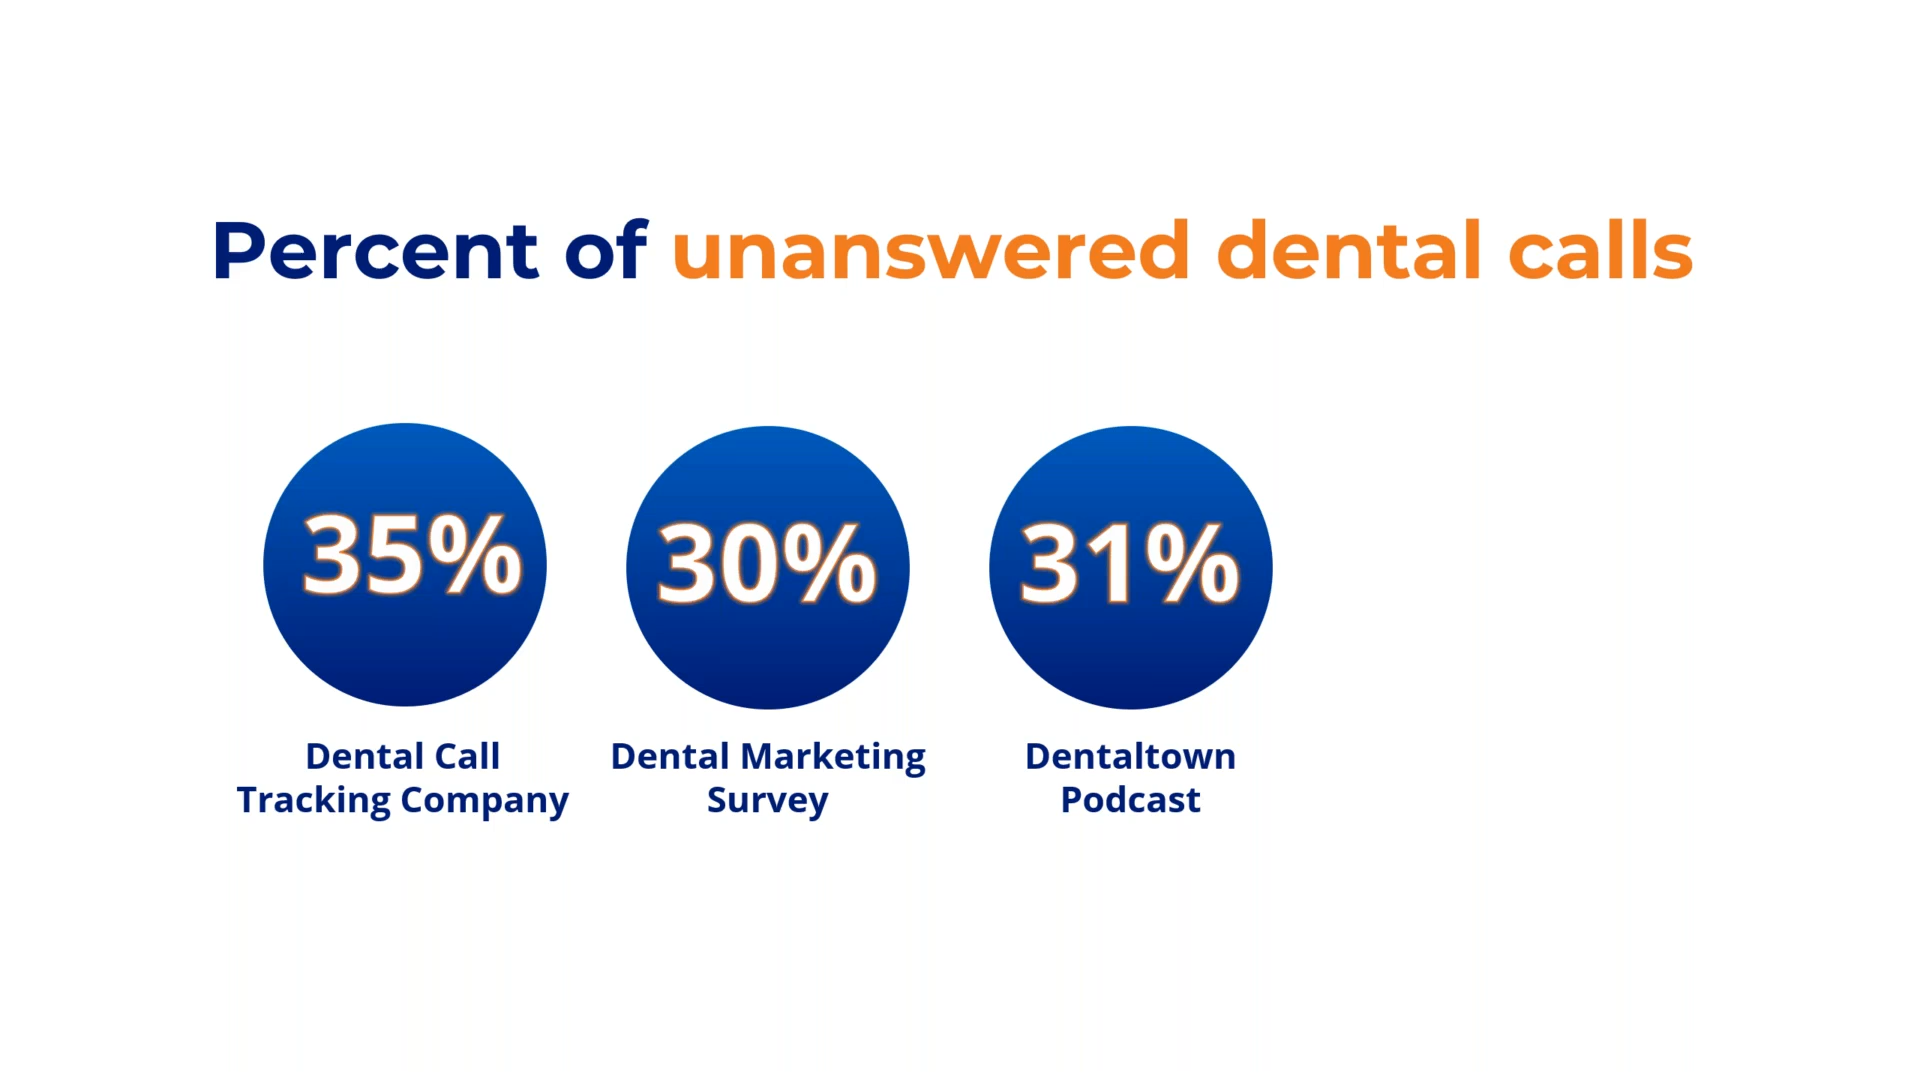 Percent of unanswered dental calls
35%
30%
31%
Dental Call
Tracking Company
Dental Marketing
Survey
Dentaltown
Podcast